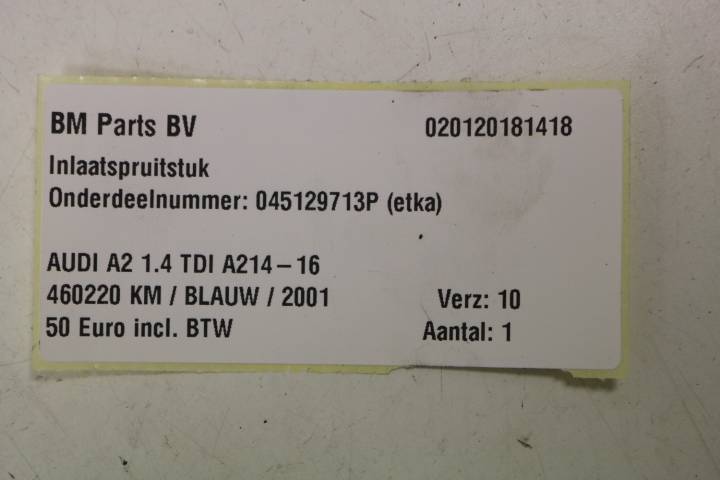 BM Parts BV 020120181418
Inlaatspruitstuk
Onderdeelnummer: 045129713P (etka)
AUDI A2 1.4 TDI A214-16
460220 KM / BLAUW / 2001 Verz: 10
50 Euro incl. BTW Aantal: 1